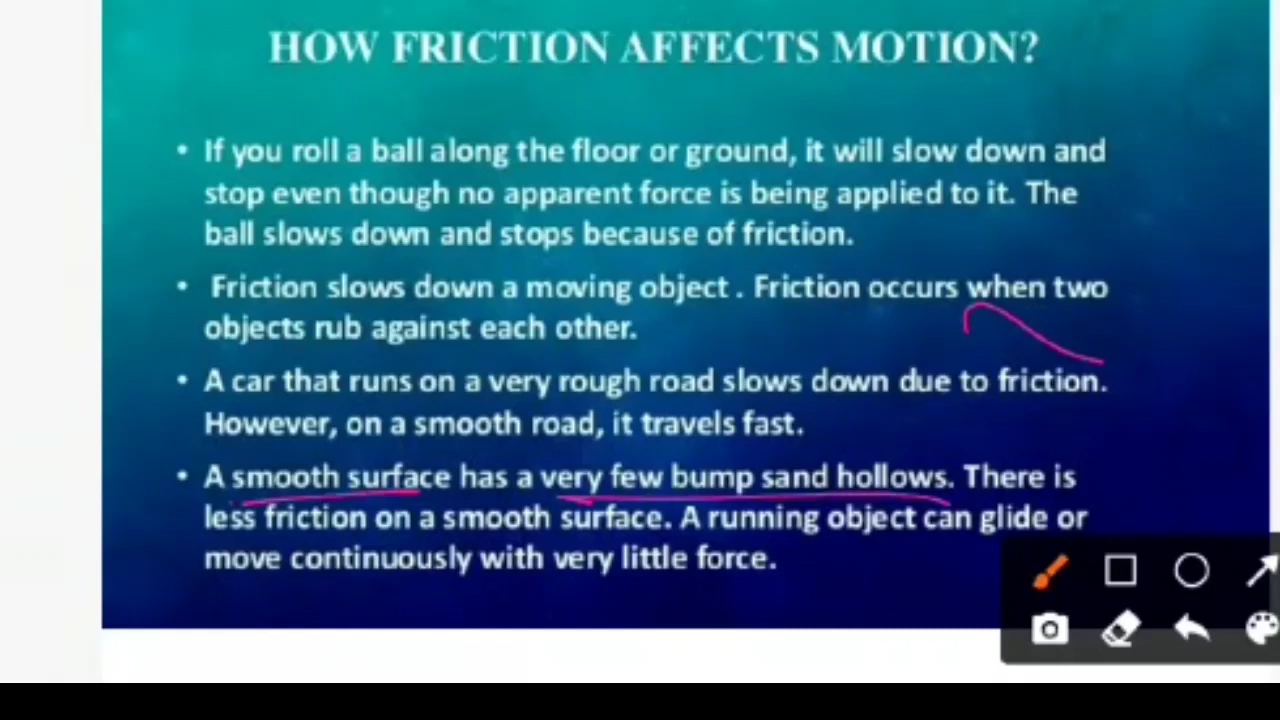 HOW FRICTION AFFECTS MOTION?
• If you roll a ball along the floor or ground, it will slow down and
stop even though no apparent force is being applied to it. The
ball slows down and stops because of friction.
• Friction slows down a moving object . Friction occurs when two
objects rub against each other.
• A car that runs on a very rough road slows down due to friction.
However, on a smooth road, it travels fast.
• A smooth surface has a very few bump sand hollows. There is
less friction on a smooth surface. A running object can glide or
move continuously with very little force.